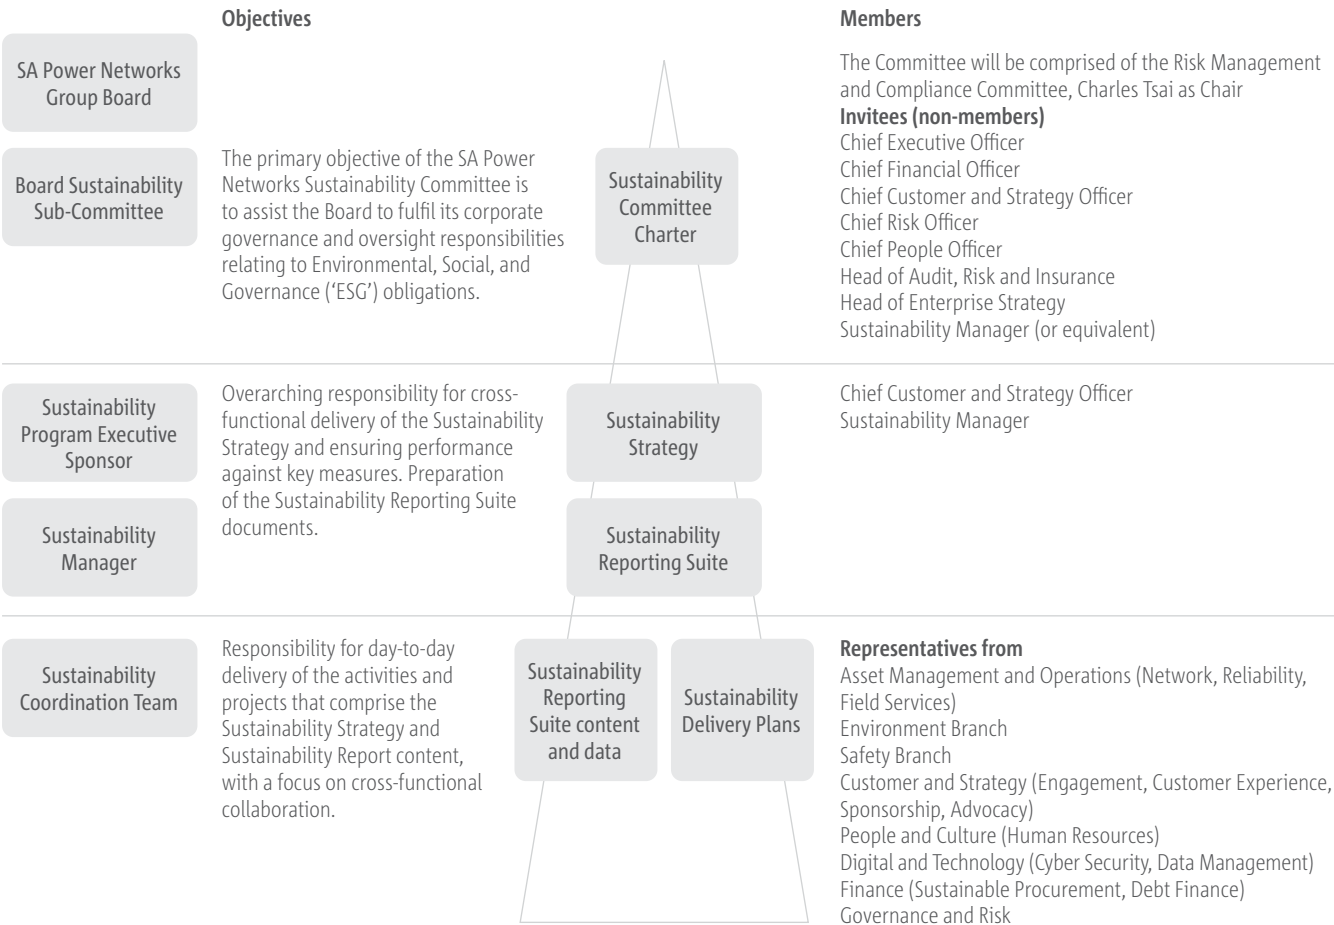 Objectives
Members
SA Power Networks
Group Board
Board Sustainability
Sub-Committee
The primary objective of the SA Power
Networks Sustainability Committee is
to assist the Board to fulfil its corporate
governance and oversight responsibilities
relating to Environmental, Social, and
Governance (‘ESG’) obligations.
Sustainability
Committee
Charter
The Committee will be comprised of the Risk Management
and Compliance Committee, Charles Tsai as Chair
Invitees (non-members)
Chief Executive Officer
Chief Financial Officer
Chief Customer and Strategy Officer
Chief Risk Officer
Chief People Officer
Head of Audit, Risk and Insurance
Head of Enterprise Strategy
Sustainability Manager (or equivalent)
Sustainability
Program Executive
Sponsor
Sustainability
Manager
Overarching responsibility for cross-
functional delivery of the Sustainability
Strategy and ensuring performance
against key measures. Preparation
of the Sustainability Reporting Suite
documents.
Sustainability
Strategy
Sustainability
Reporting Suite
Chief Customer and Strategy Officer
Sustainability Manager
Sustainability
Coordination Team
Responsibility for day-to-day
delivery of the activities and
projects that comprise the
Sustainability Strategy and
Sustainability Report content,
with a focus on cross-functional
collaboration.
Sustainability
Reporting
Suite content
and data
Sustainability
Delivery Plans
Representatives from
Asset Management and Operations (Network, Reliability,
Field Services)
Environment Branch
Safety Branch
Customer and Strategy (Engagement, Customer Experience,
Sponsorship, Advocacy)
People and Culture (Human Resources)
Digital and Technology (Cyber Security, Data Management)
Finance (Sustainable Procurement, Debt Finance)
Governance and Risk